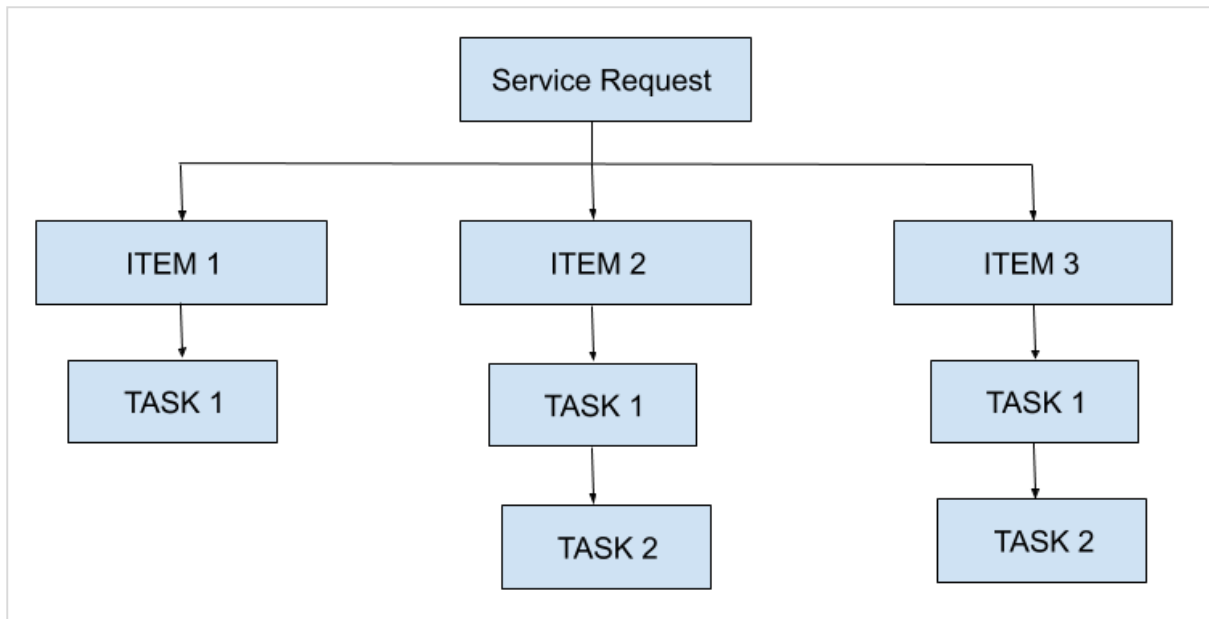 Service Request
ITEM 1
ITEM 2
ITEM 3
TASK 1
TASK 1
TASK 1
TASK 2
TASK 2